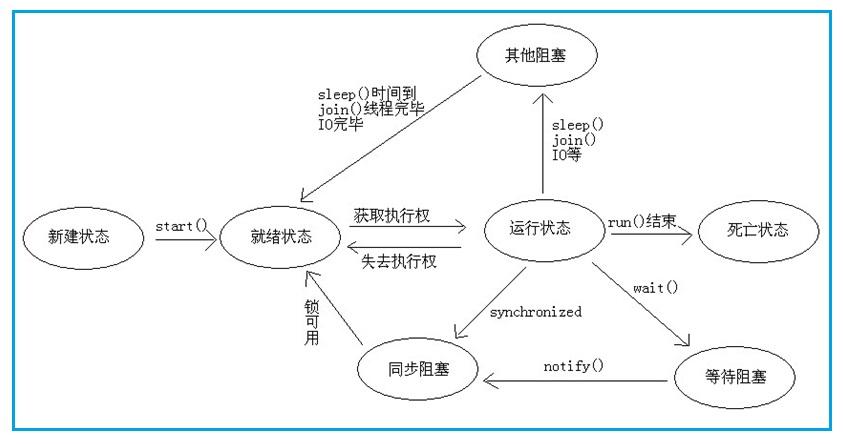 其他阻塞
sleep()时间到
join()线程完毕
IO完毕
sleep()
join()
IO等
新建状态
start()
就绪状态
获取执行权
失去执行权
运行状态
run()结束
死亡状态
锁可用
synchronized
wait()
同步阻塞
notify()
等待阻塞